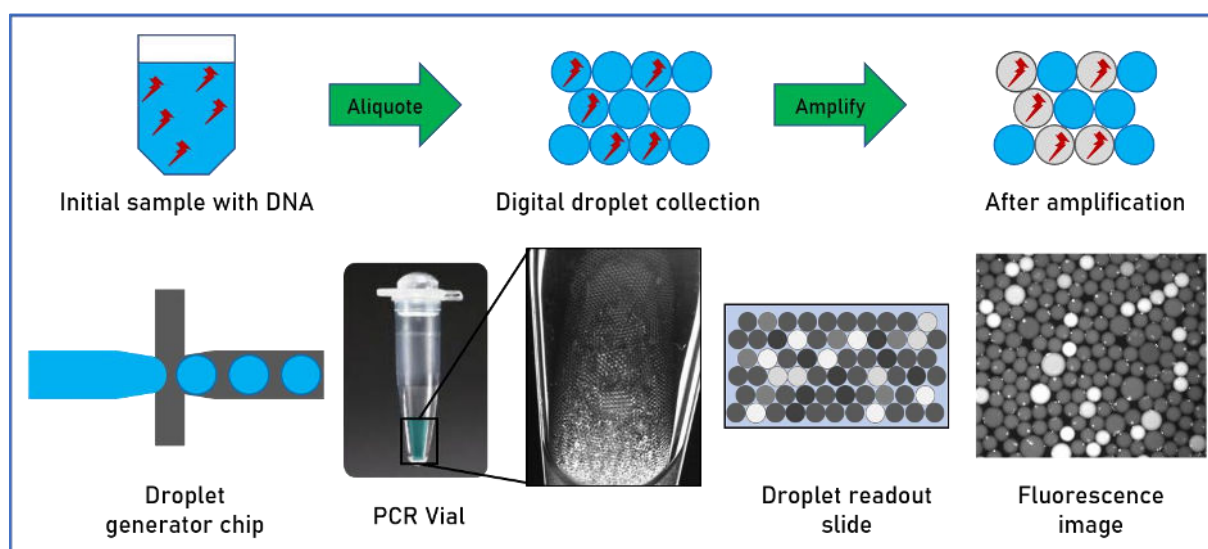 Aliquote
Amplify
Initial sample with DNA
Digital droplet collection
After amplification
Droplet
generator chip
PCR Vial
Droplet readout
slide
Fluorescence
image